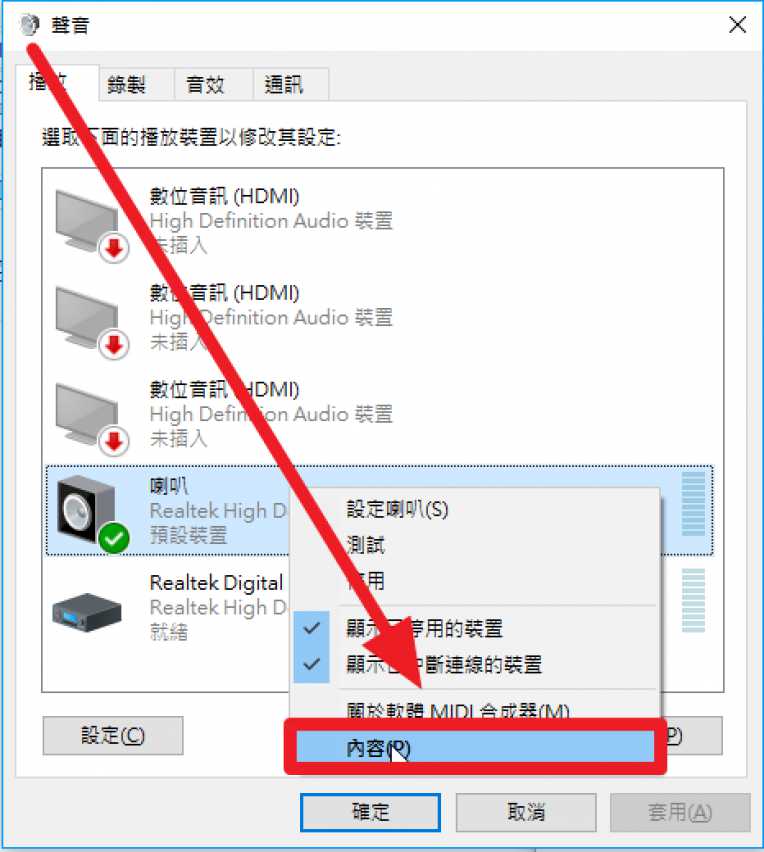 聲音
播放 錄製 音效 通訊
選取下面的播放裝置以修改其設定:
數位音訊 (HDMI)
High Definition Audio 裝置
未插入
數位音訊 (HDMI)
High Definition Audio 裝置
未插入
數位音訊 (HDMI)
High Definition Audio 裝置
未插入
喇叭
Realtek High D
預設裝置
Realtek Digital
Realtek High D
就緒
設定喇叭(S)
測試
停用
顯示已停用的裝置
顯示已中斷連線的裝置
關於軟體 MIDI 合成器(M)
內容(P)
設定(C)
P)
確定 取消 套用(A)